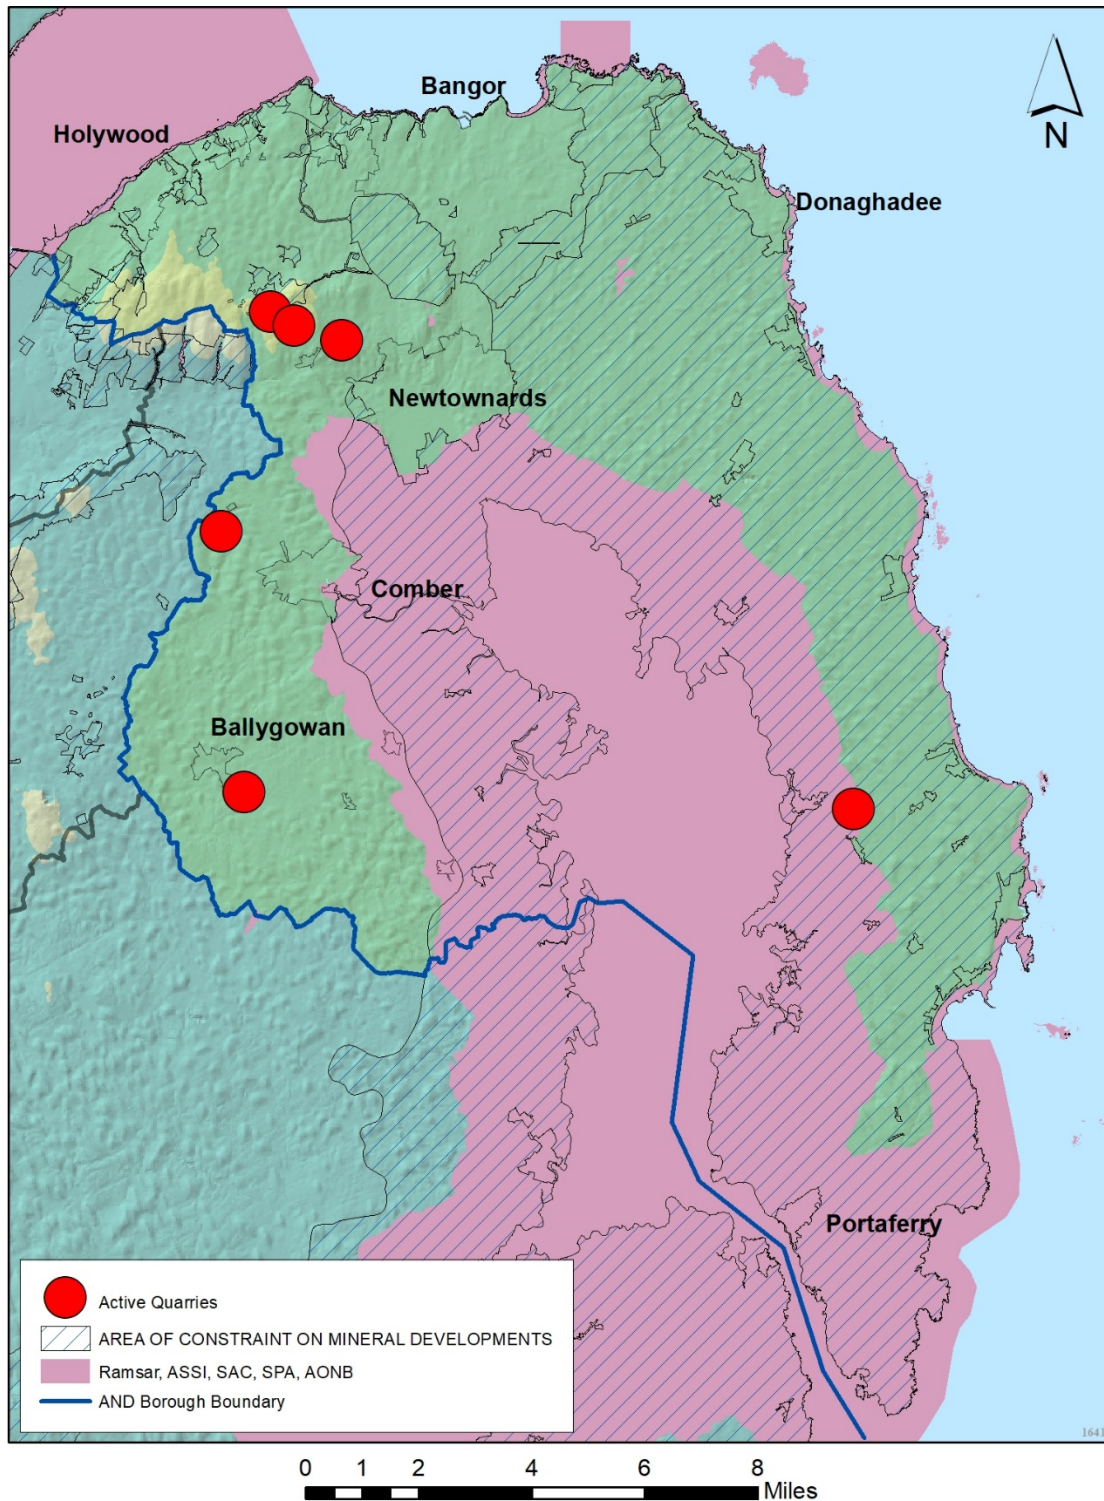 Bangor
Holywood
N
Donaghadee
Newtownards
Comber
Ballygowan
Portaferry
Active Quarries
AREA OF CONSTRAINT ON MINERAL DEVELOPMENTS
Ramsar, ASSI, SAC, SPA, AONB
AND Borough Boundary
1641
0 1 2 4 6 8
Miles